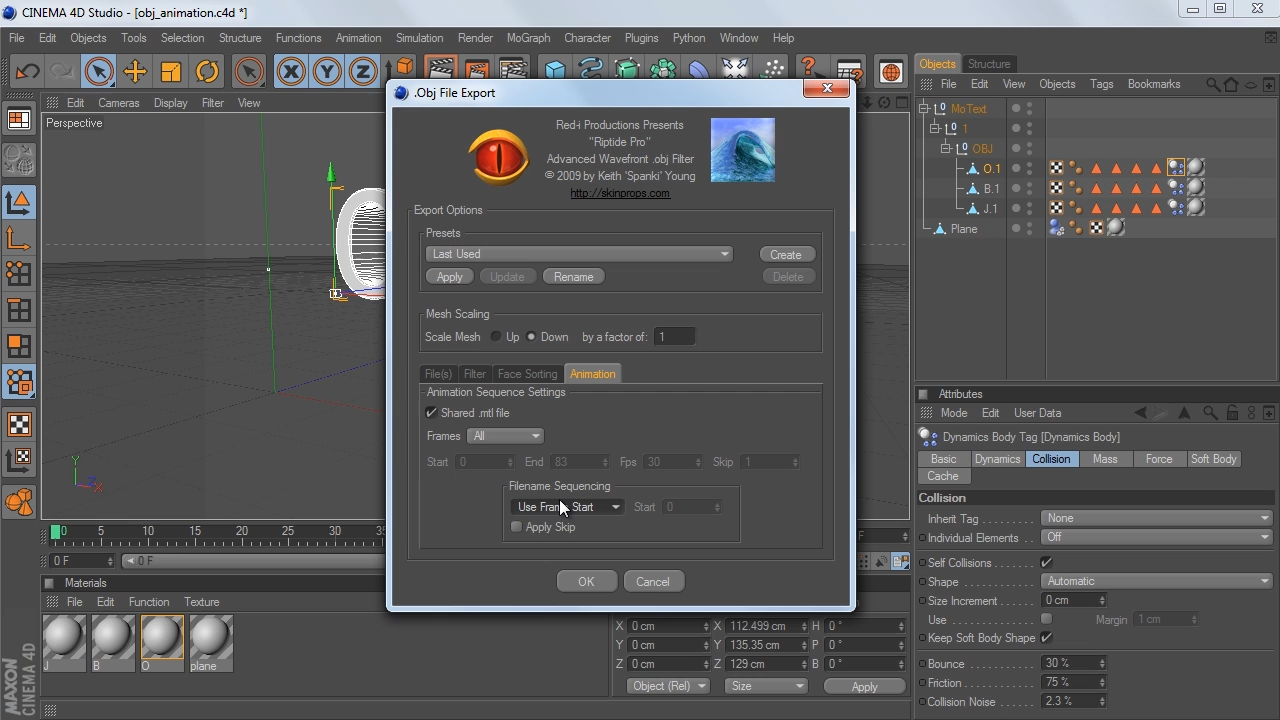 CINEMA 4D Studio - [obj_animation.c4d *]
File Edit Objects Tools Selection Structure Functions Animation Simulation Render MoGraph Character Plugins Python Window Help
X Y Z
Edit Cameras Display Filter View
Perspective
Y
Z X
0 5 10 15 20 25 30 35
0 F
0 F
Materials
File Edit Function Texture
J B O plane
MAXON
CINEMA 4D
.Obj File Export
Red-i Productions Presents
"Riptide Pro"
Advanced Wavefront .obj Filter
© 2009 by Keith 'Spanki' Young
http://skinprops.com
Export Options
Presets
Last Used Create
Apply Update Rename Delete
Mesh Scaling
Scale Mesh Up Down by a factor of: 1
File(s) Filter Face Sorting Animation
Animation Sequence Settings
Shared .mtl file
Frames All
Start 0 End 83 Fps 30 Skip 1
Filename Sequencing
Use Frame Start Start 0
Apply Skip
OK Cancel
F
X 0 cm X 112.499 cm H 0 °
Y 0 cm Y 135.35 cm P 0 °
Z 0 cm Z 129 cm B 0 °
Object (Rel) Size Apply
Objects Structure
File Edit View Objects Tags Bookmarks
MoText
1
OBJ
O.1
B.1
J.1
Plane
Attributes
Mode Edit User Data
Dynamics Body Tag [Dynamics Body]
Basic Dynamics Collision Mass Force Soft Body
Cache
Collision
Inherit Tag . . . . . . . None
Individual Elements . . Off
Self Collisions . . . .
Shape . . . . . . . . . . Automatic
Size Increment . . . . 0 cm
Use . . . . . . . . . . . . Margin 1 cm
Keep Soft Body Shape
Bounce . . . . . . . . . 30 %
Friction . . . . . . . . . 75 %
Collision Noise . . . . 2.3 %